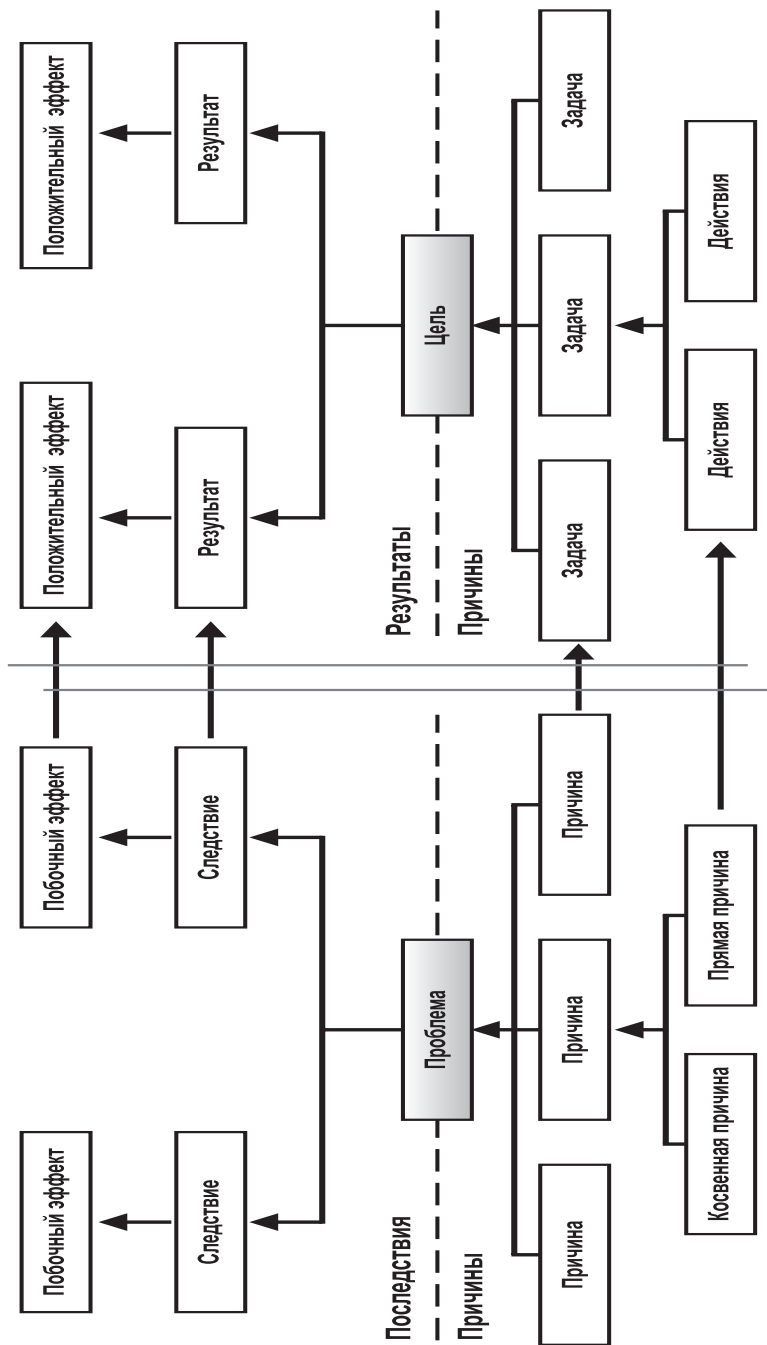 Побочный эффект
Побочный эффект
Положительный эффект
Положительный эффект
Следствие
Следствие
Результат
Результат
Последствия
Проблема
Результаты
Цель
Причины
Причины
Причина
Причина
Причина
Задача
Задача
Задача
Косвенная причина
Прямая причина
Действия
Действия